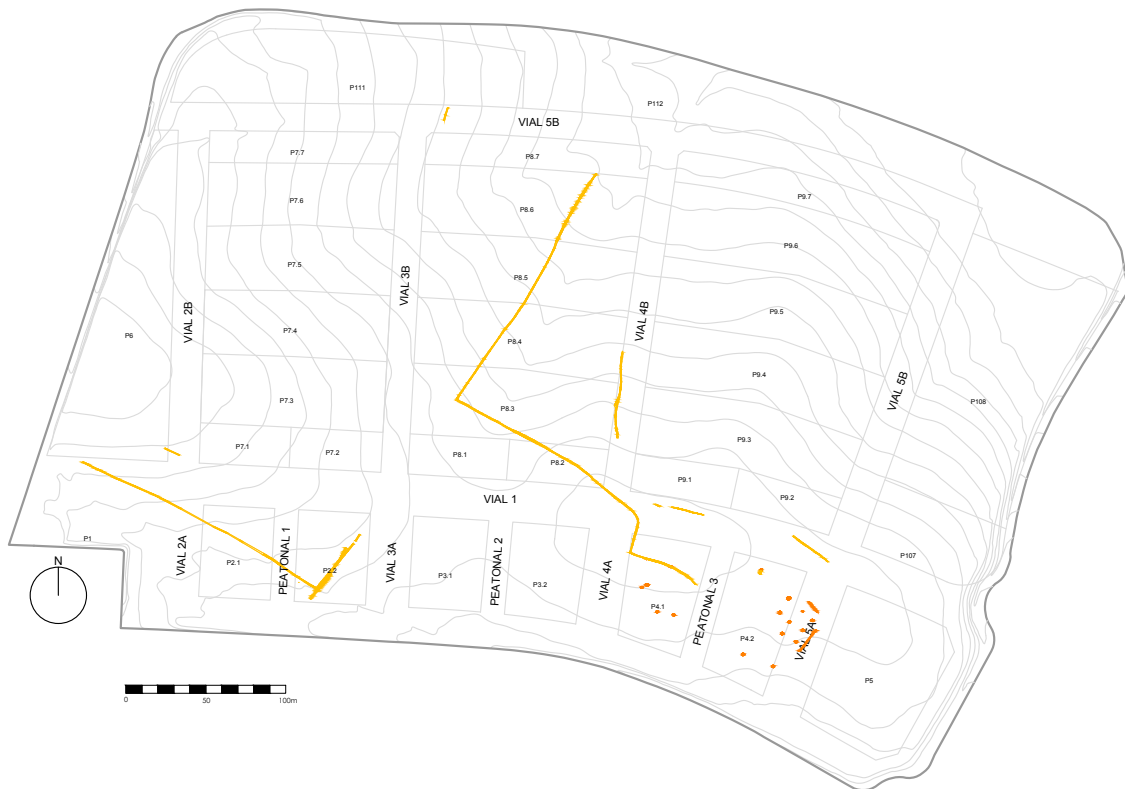 P111
P112
VIAL 5B
P7.7
P8.7
P9.7
P7.6
P8.6
P9.6
P7.5
VIAL 3B
P8.5
VIAL 2B
VIAL 4B
P9.5
P6
P7.4
P8.4
P9.4
VIAL 5B
P108
P7.3
P8.3
P9.3
P7.1
P7.2
P8.1
P8.2
P9.1
P9.2
VIAL 1
P1
VIAL 2A
P2.1
PEATONAL 1
P2.2
VIAL 3A
P3.1
PEATONAL 2
P3.2
VIAL 4A
P4.1
PEATONAL 3
P4.2
VIAL 5A
P107
P5
N
0 50 100m